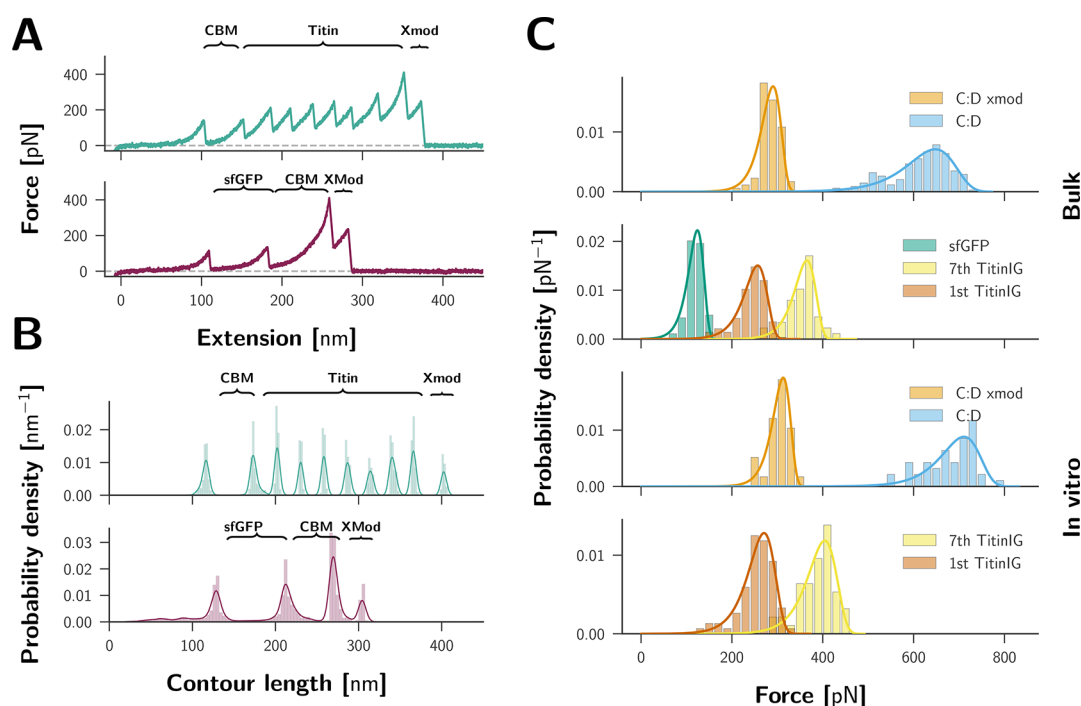 A
CBM
Titin
Xmod
400
200
0
sfGFP
CBM
XMod
400
200
0
0
100
200
300
400
Force [pN]
Extension [nm]
B
CBM
Titin
Xmod
0.02
0.01
0.00
sfGFP
CBM
XMod
0.03
0.02
0.01
0.00
0
100
200
300
400
Probability density [nm⁻¹]
Contour length [nm]
C
C:D xmod
C:D
0.01
0.00
Bulk
sfGFP
7th TitinIG
1st TitinIG
0.02
0.01
0.00
Probability density [pN⁻¹]
C:D xmod
C:D
0.01
0.00
In vitro
7th TitinIG
1st TitinIG
0.01
0.00
0
200
400
600
800
Force [pN]